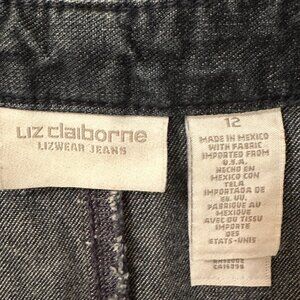 Liz claiborne
LIZWEAR JEANS
12
MADE IN MEXICO
WITH FABRIC
IMPORTED FROM
U.S.A.
HECHO EN
MEXICO CON
TELA
IMPORTADA DE
EE. UU.
FABRIQUE AU
MEXIQUE
AVEC DU TISSU
IMPORTE
DES
ETATS-UNIS